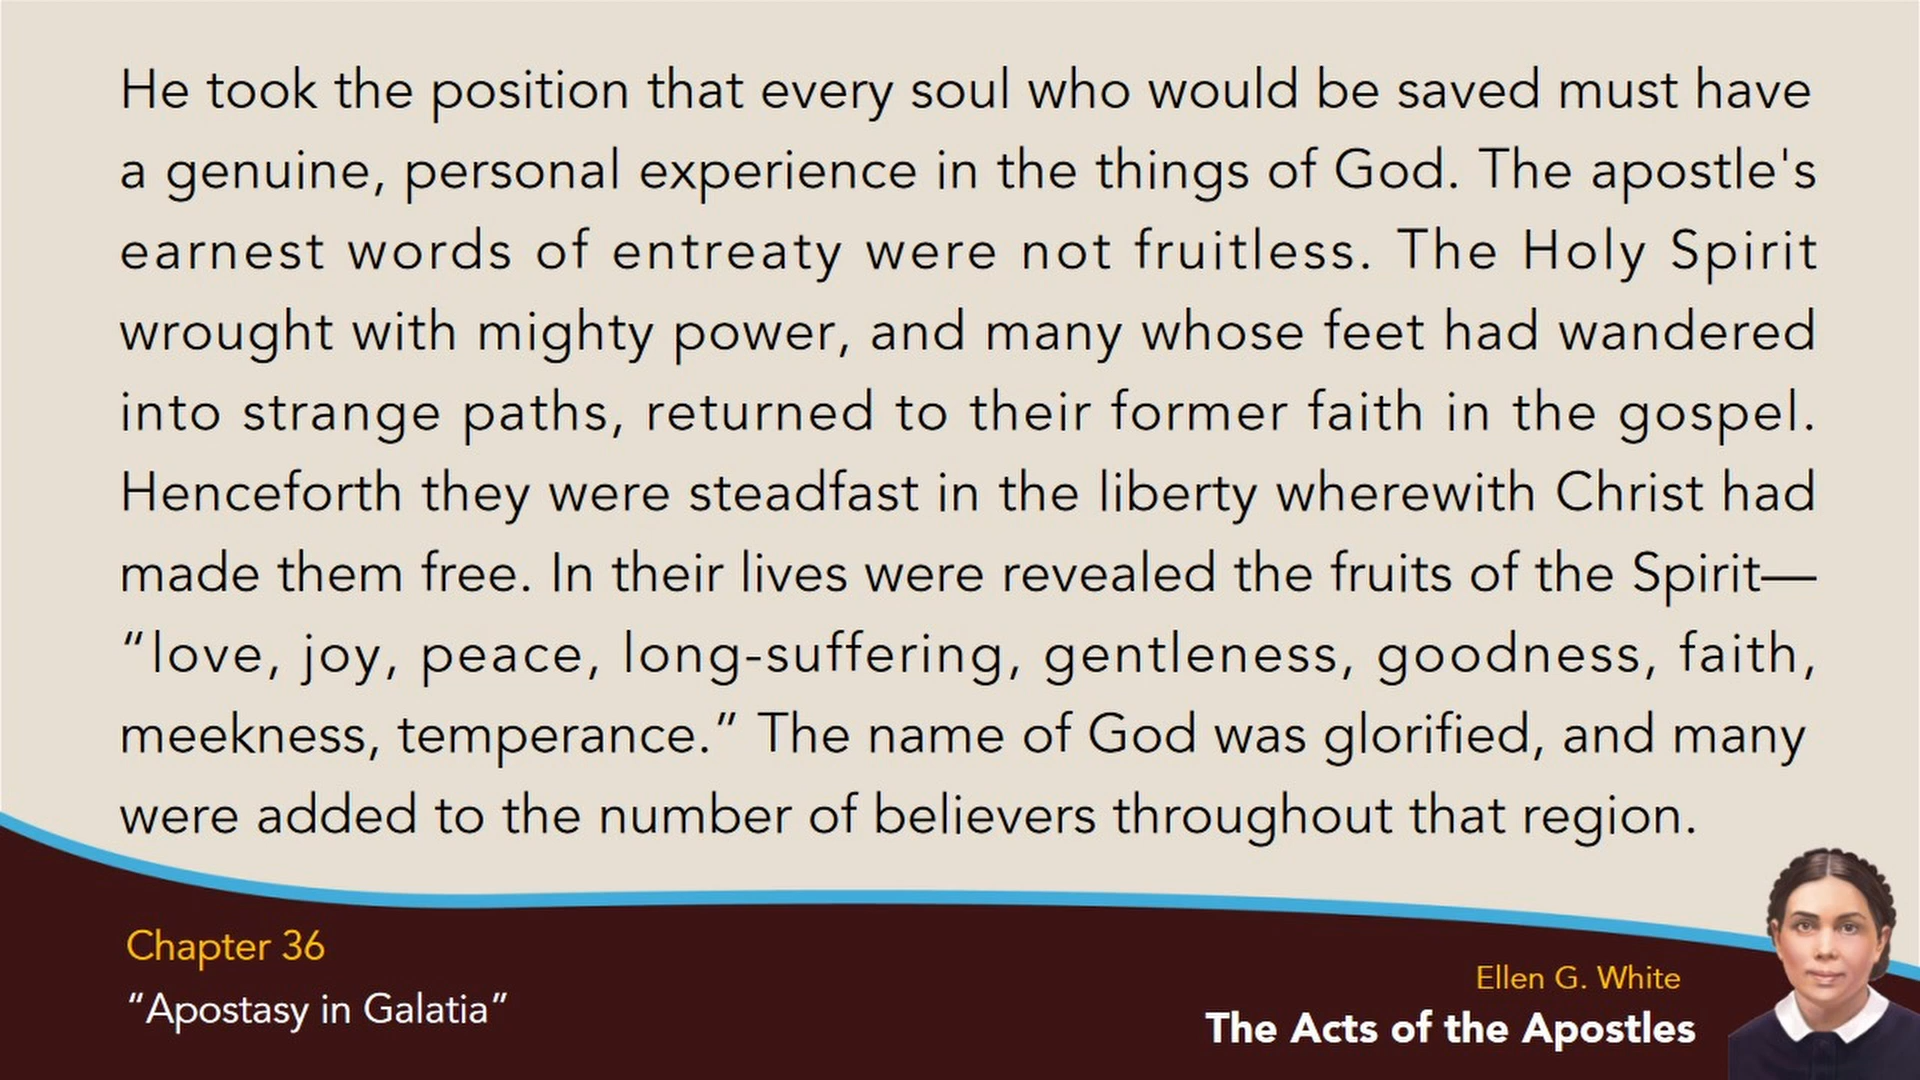 He took the position that every soul who would be saved must have
a genuine, personal experience in the things of God. The apostle's
earnest words of entreaty were not fruitless. The Holy Spirit
wrought with mighty power, and many whose feet had wandered
into strange paths, returned to their former faith in the gospel.
Henceforth they were steadfast in the liberty wherewith Christ had
made them free. In their lives were revealed the fruits of the Spirit—
“love, joy, peace, long-suffering, gentleness, goodness, faith,
meekness, temperance.” The name of God was glorified, and many
were added to the number of believers throughout that region.
Chapter 36
“Apostasy in Galatia”
Ellen G. White
The Acts of the Apostles